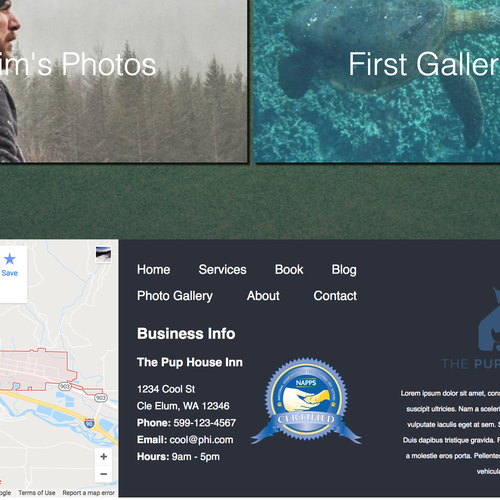 im's Photos
First Galler
Save
Home Services Book Blog
Photo Gallery About Contact
Business Info
The Pup House Inn
1234 Cool St
Cle Elum, WA 12346
Phone: 599-123-4567
Email: cool@phi.com
Hours: 9am - 5pm
NAPPS
CERTIFIED
THE PUP
Lorem ipsum dolor sit amet, cons
suscipit ultricies. Nam a sceleri
vulputate iaculis eget at sem. S
Duis dapibus tristique gravida. F
a molestie eros porta. Pellentes
vehicula
903
903
90
ogle Terms of Use Report a map error